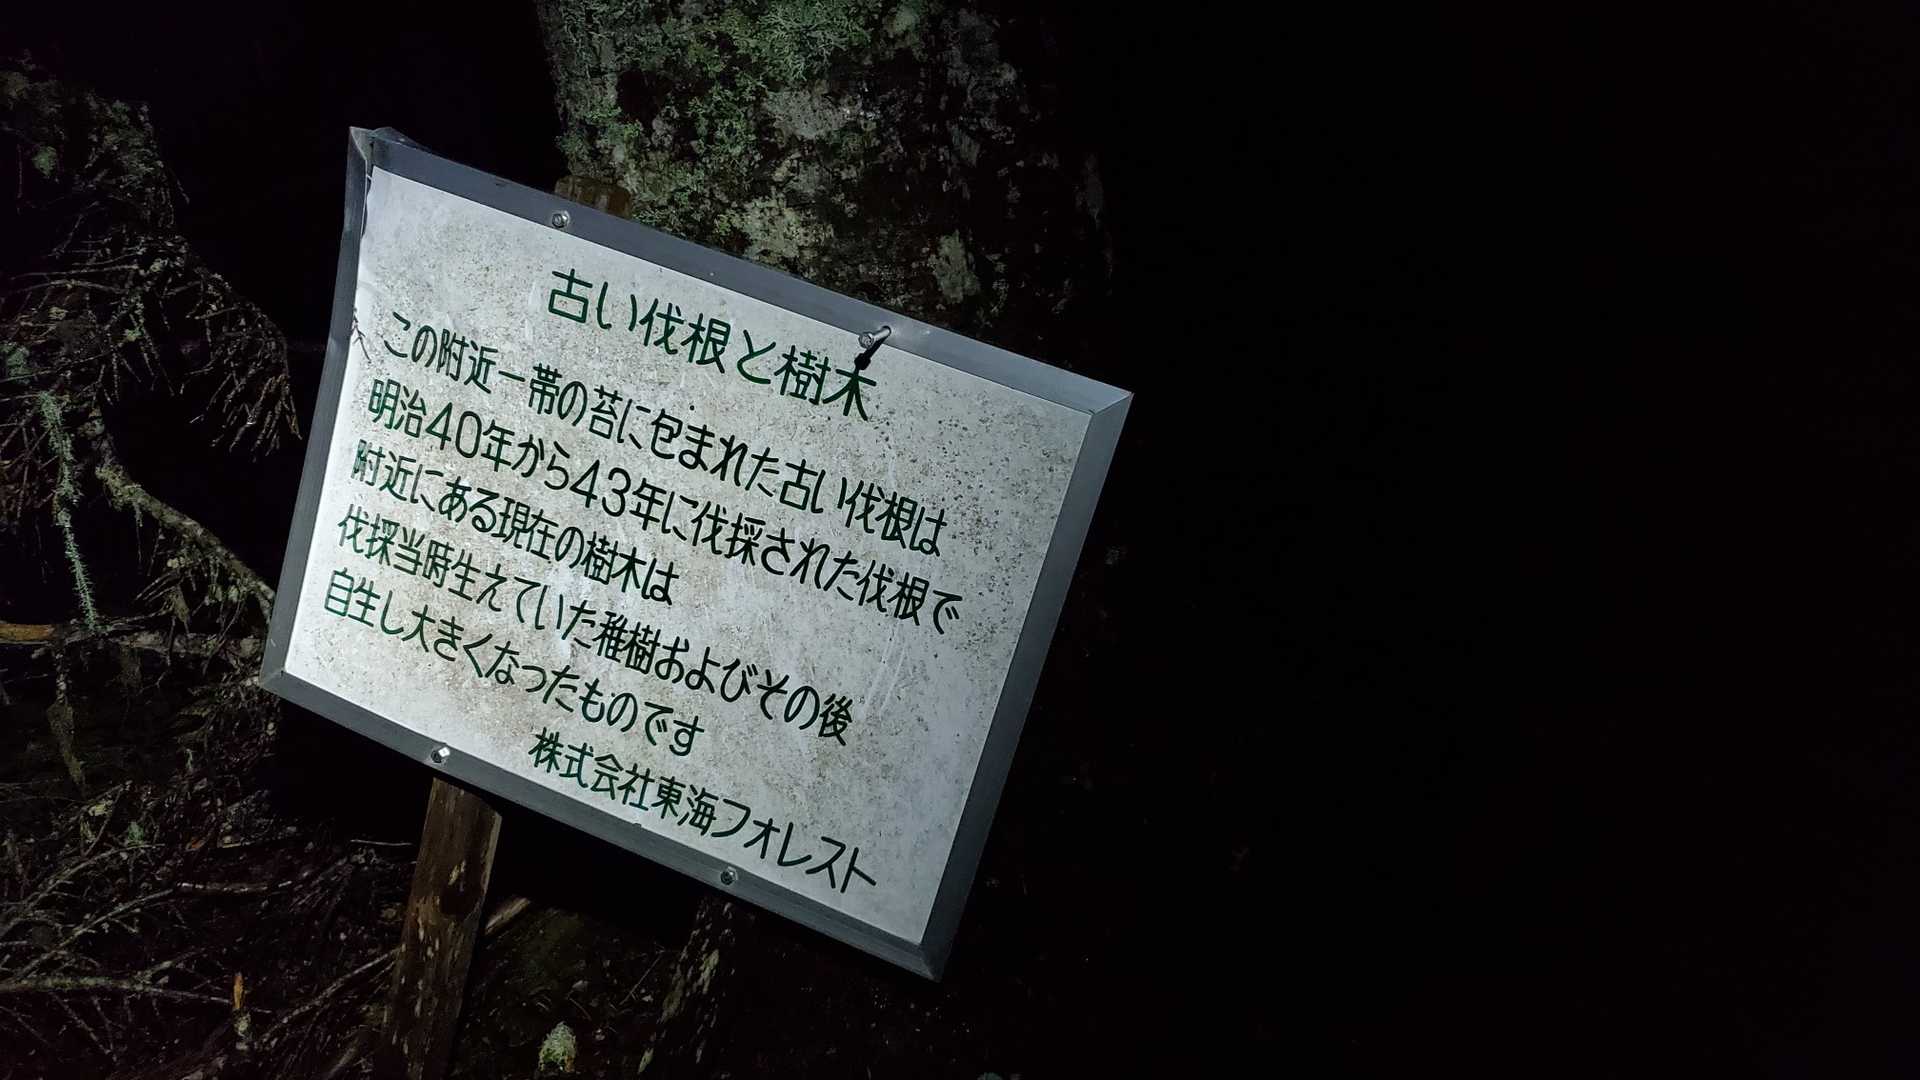 古い伐根と樹木
この附近一帯の苔に包まれた古い伐根は
明治40年から43年に伐採された伐根で
附近にある現在の樹木は
伐採当時生えていた稚樹およびその後
自生し大きくなったものです
株式会社東海フォレスト